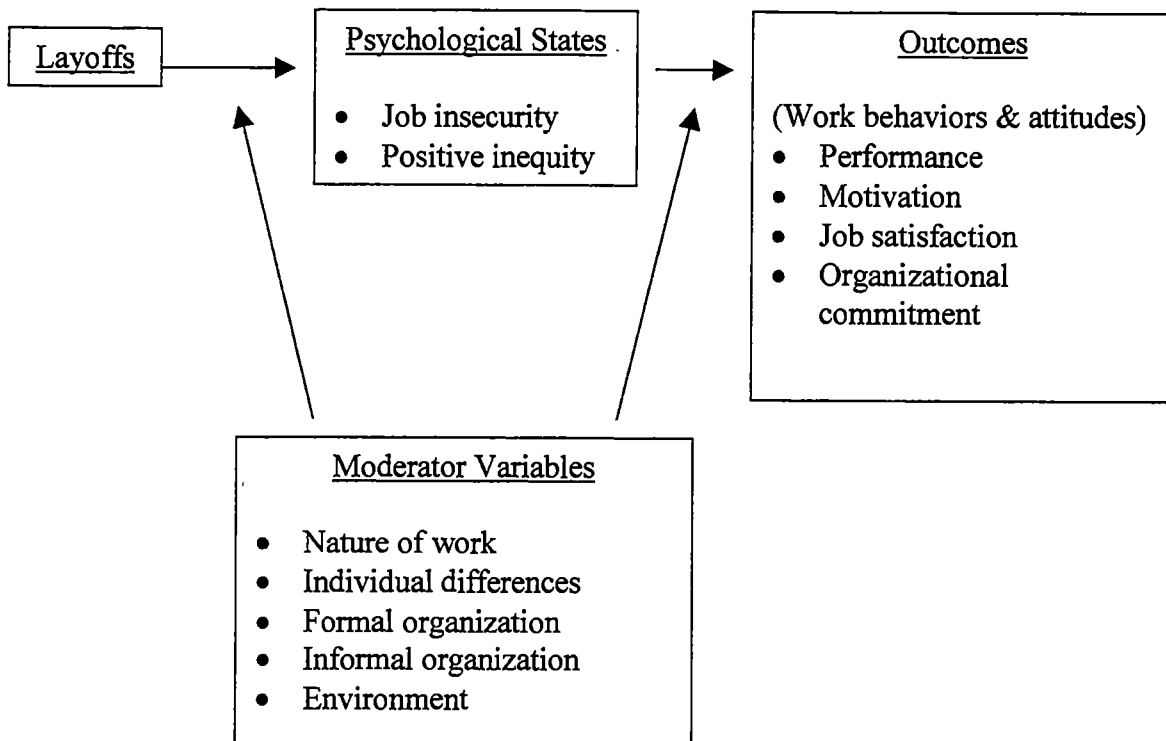 Layoffs
Psychological States
• Job insecurity
• Positive inequity
Outcomes
(Work behaviors & attitudes)
• Performance
• Motivation
• Job satisfaction
• Organizational
commitment
Moderator Variables
• Nature of work
• Individual differences
• Formal organization
• Informal organization
• Environment